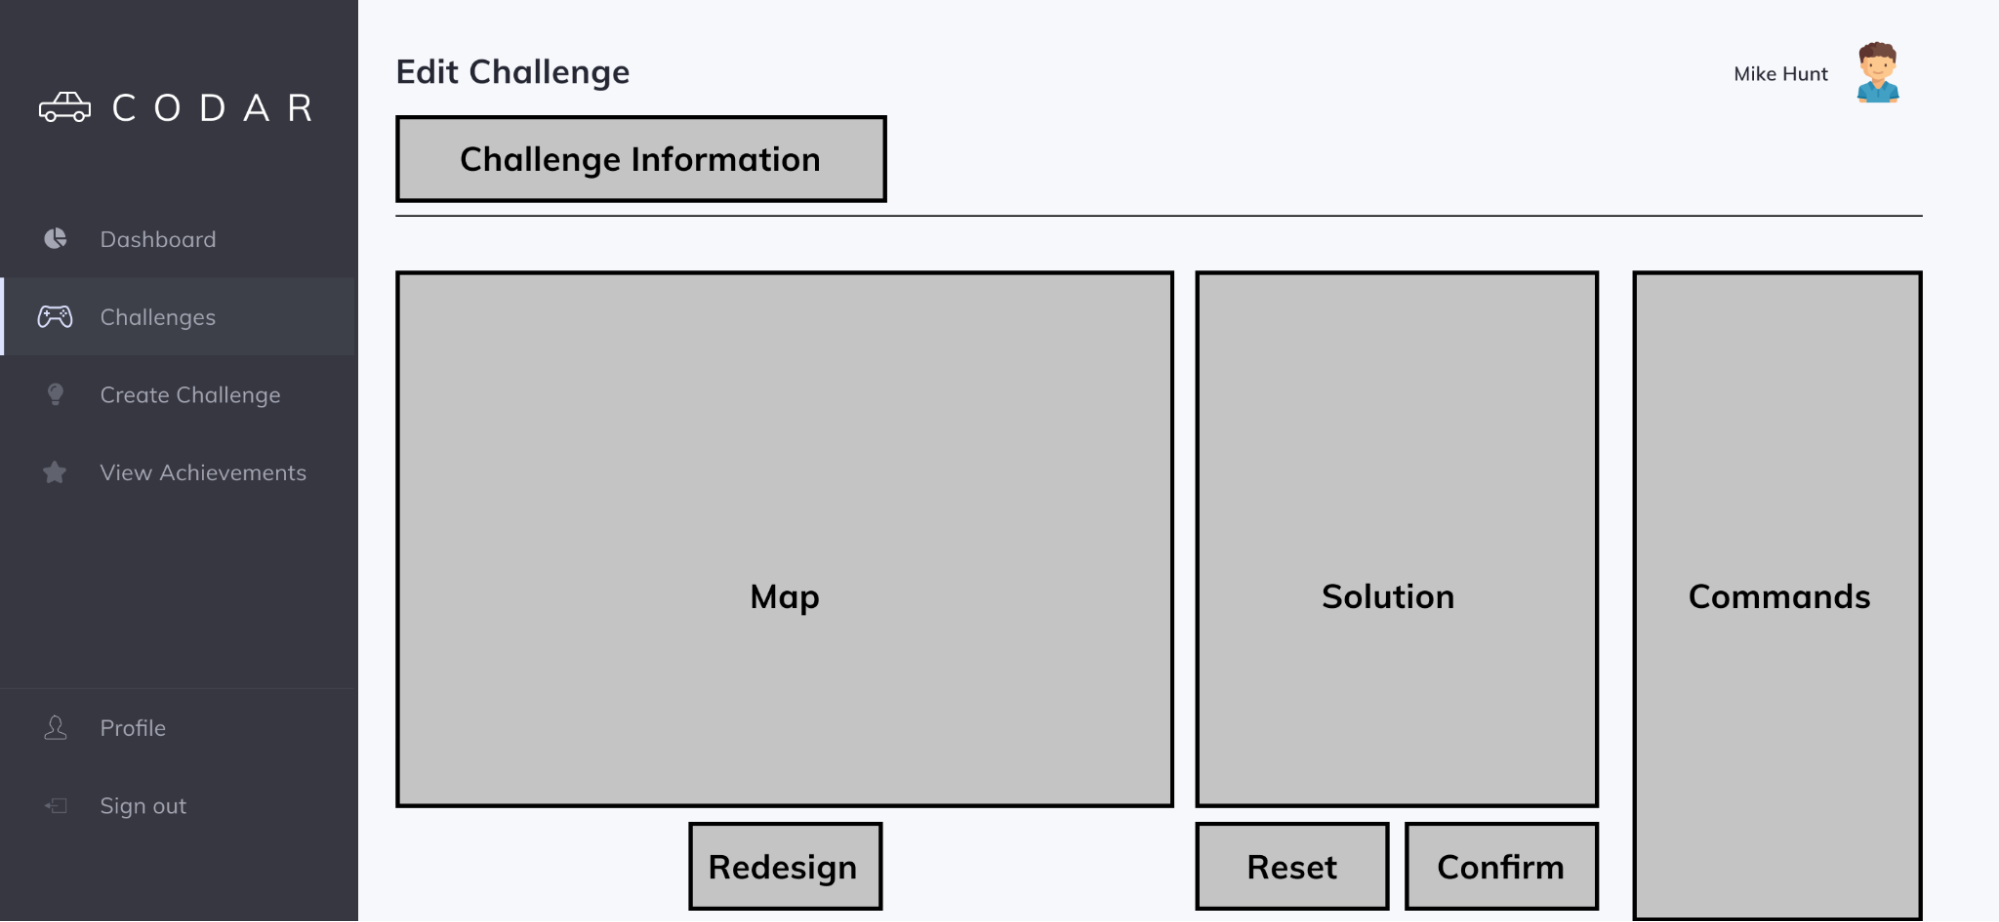 CODAR
Dashboard
Challenges
Create Challenge
View Achievements
Profile
Sign out
Edit Challenge
Mike Hunt
Challenge Information
Map
Solution
Commands
Redesign
Reset
Confirm